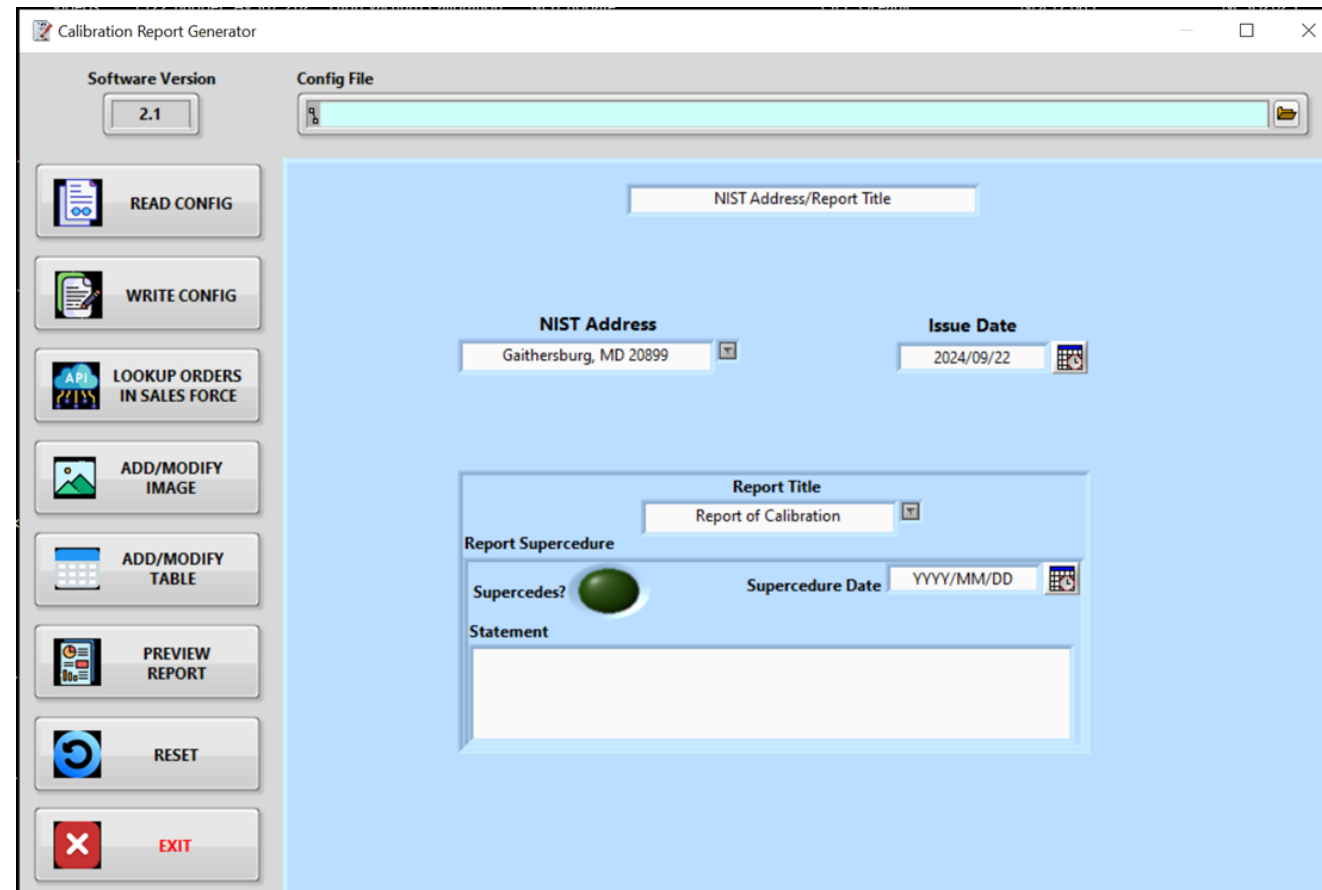 Calibration Report Generator
Software Version
2.1
Config File
READ CONFIG
WRITE CONFIG
API
LOOKUP ORDERS
IN SALES FORCE
ADD/MODIFY
IMAGE
ADD/MODIFY
TABLE
PREVIEW
REPORT
RESET
EXIT
NIST Address/Report Title
NIST Address
Gaithersburg, MD 20899
Issue Date
2024/09/22
Report Title
Report of Calibration
Report Supercedure
Supercedes?
Supercedure Date
YYYY/MM/DD
Statement